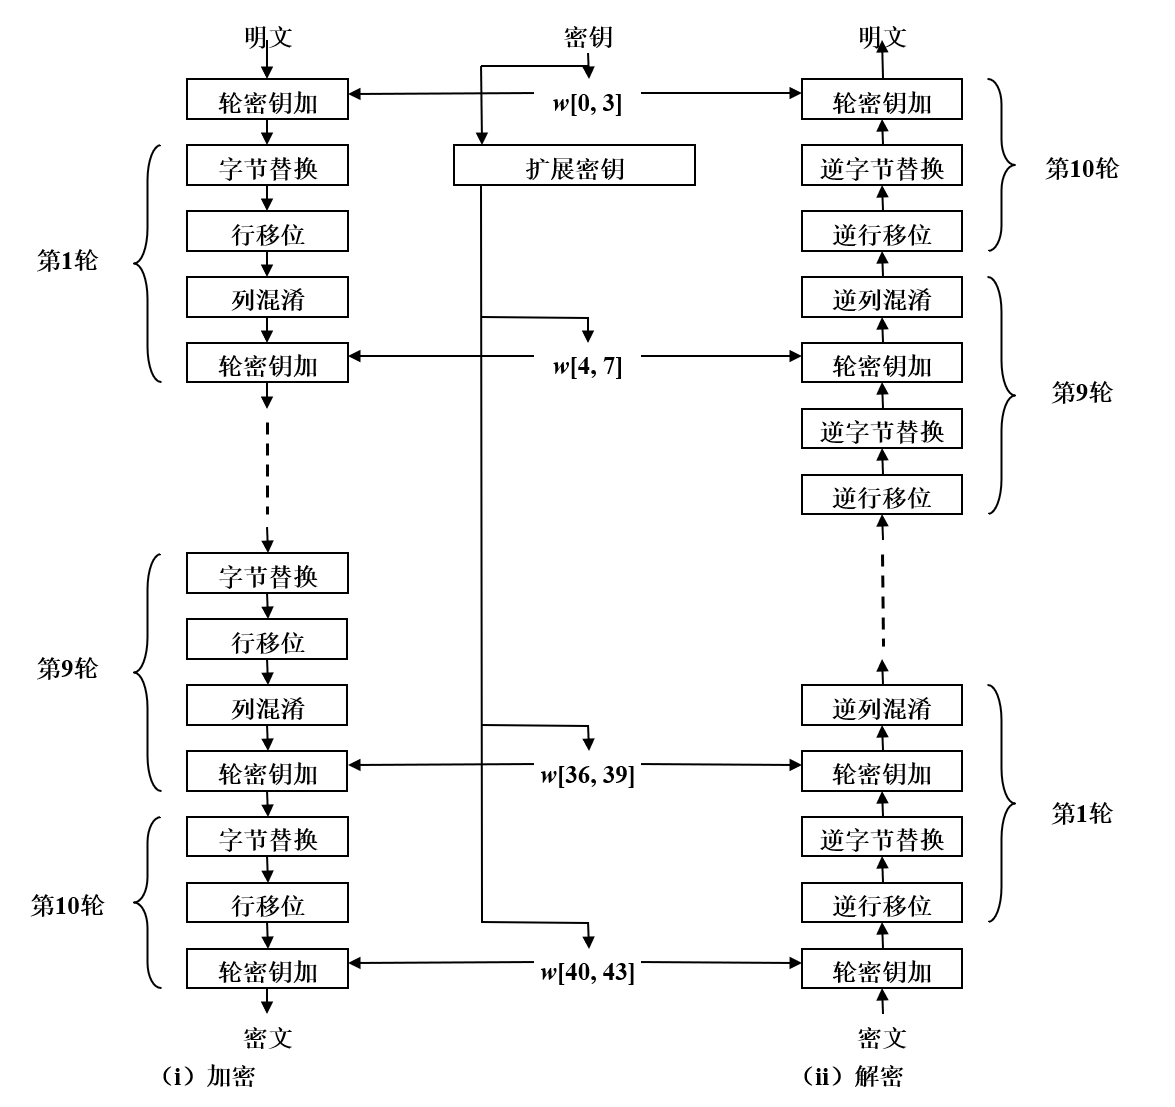 明文
密钥
明文
轮密钥加
w[0, 3]
轮密钥加
字节替换
扩展密钥
逆字节替换
第10轮
行移位
逆行移位
第1轮
列混淆
逆列混淆
轮密钥加
w[4, 7]
轮密钥加
第9轮
逆字节替换
逆行移位
字节替换
行移位
第9轮
列混淆
逆列混淆
轮密钥加
w[36, 39]
轮密钥加
第1轮
字节替换
逆字节替换
第10轮
行移位
逆行移位
轮密钥加
w[40, 43]
轮密钥加
密文
密文
（i）加密
（ii）解密